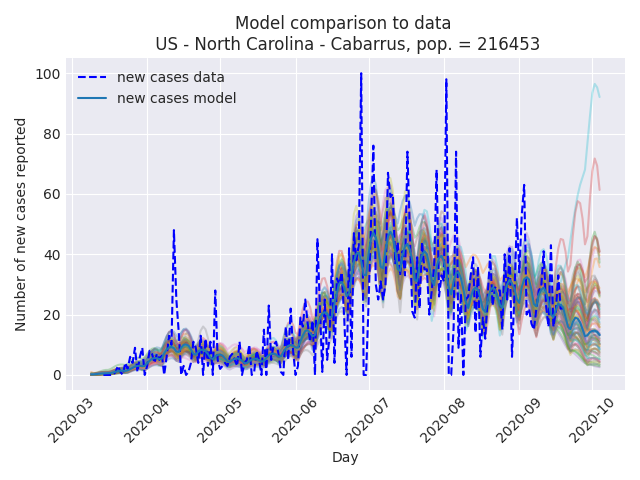 Model comparison to data
US - North Carolina - Cabarrus, pop. = 216453
new cases data
new cases model
Number of new cases reported
100
80
60
40
20
0
2020-03
2020-04
2020-05
2020-06
2020-07
2020-08
2020-09
2020-10
Day